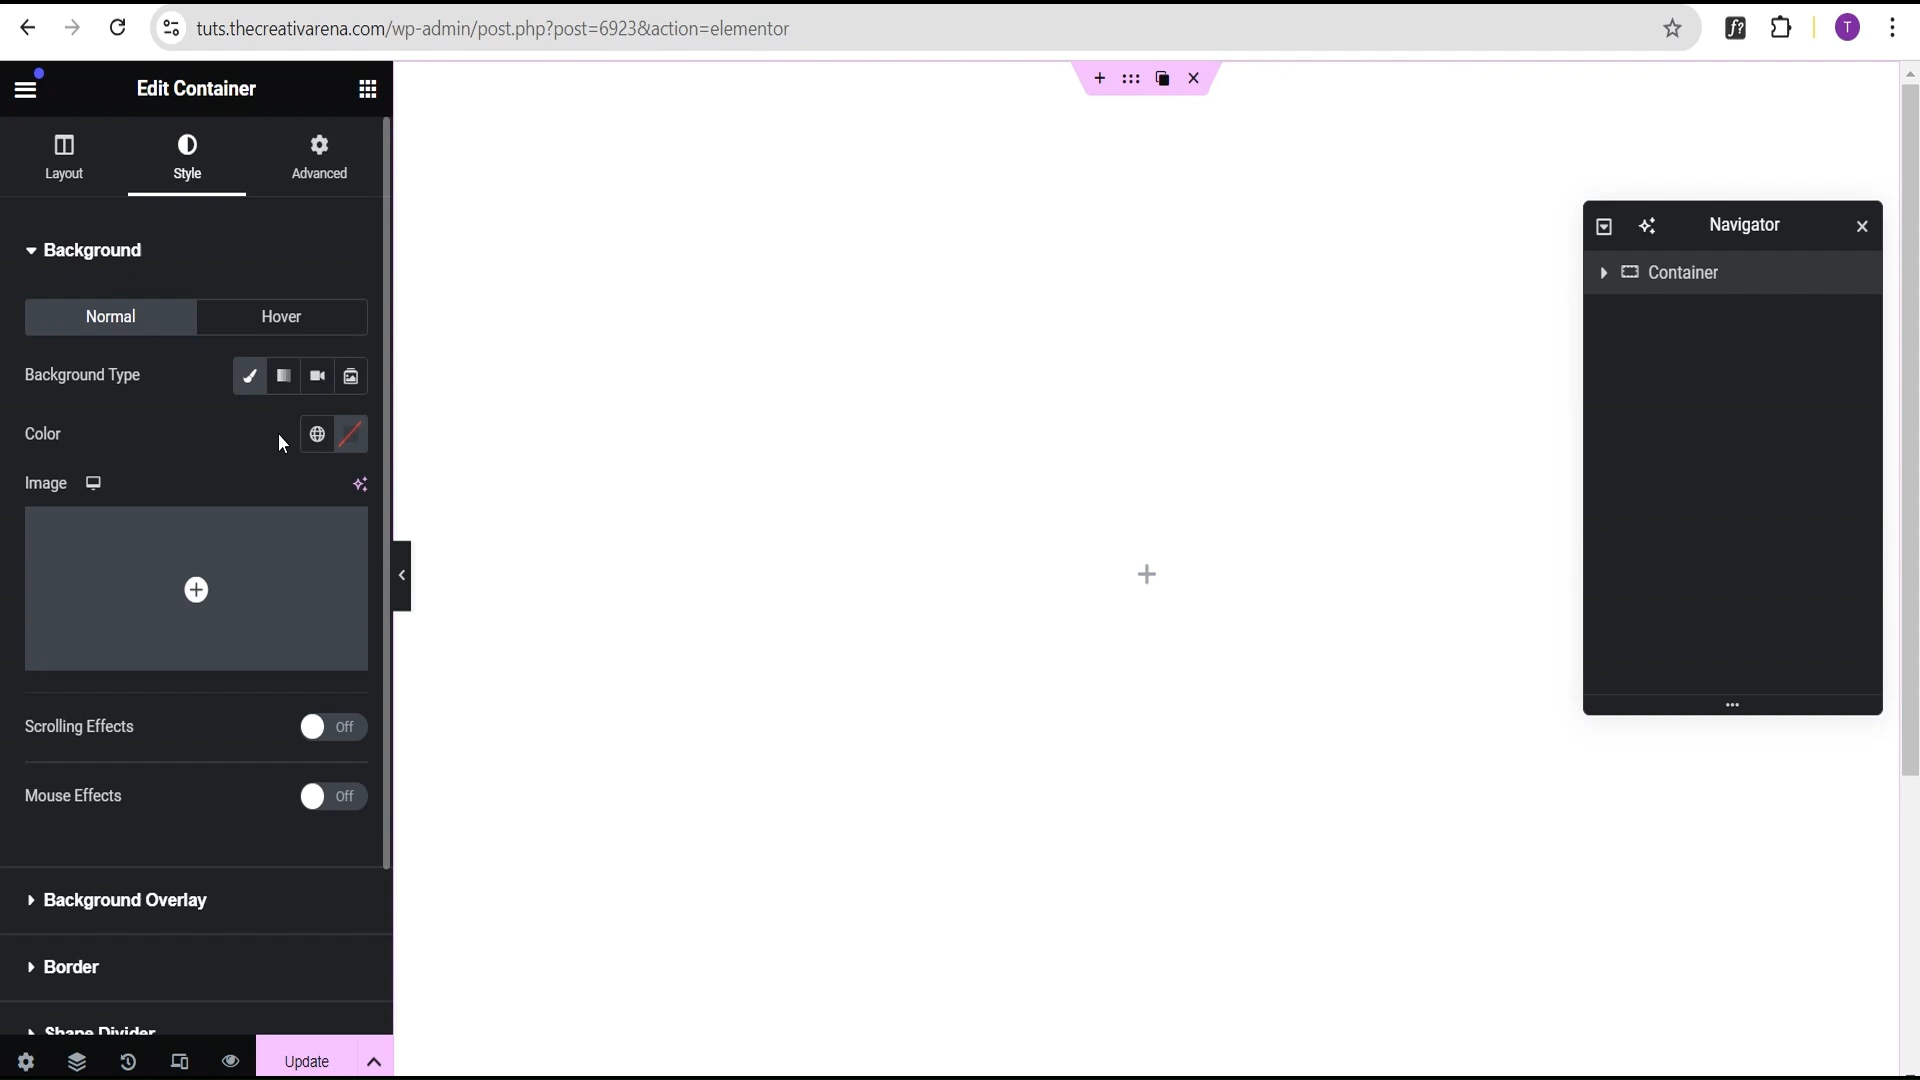 tuts.thecreativarena.com/wp-admin/post.php?post=6923&action=elementor
f?
T
Edit Container
Layout
Style
Advanced
Background
Normal
Hover
Background Type
Color
Image
Scrolling Effects
Off
Mouse Effects
Off
Background Overlay
Border
Shape Divider
Update
Navigator
Container